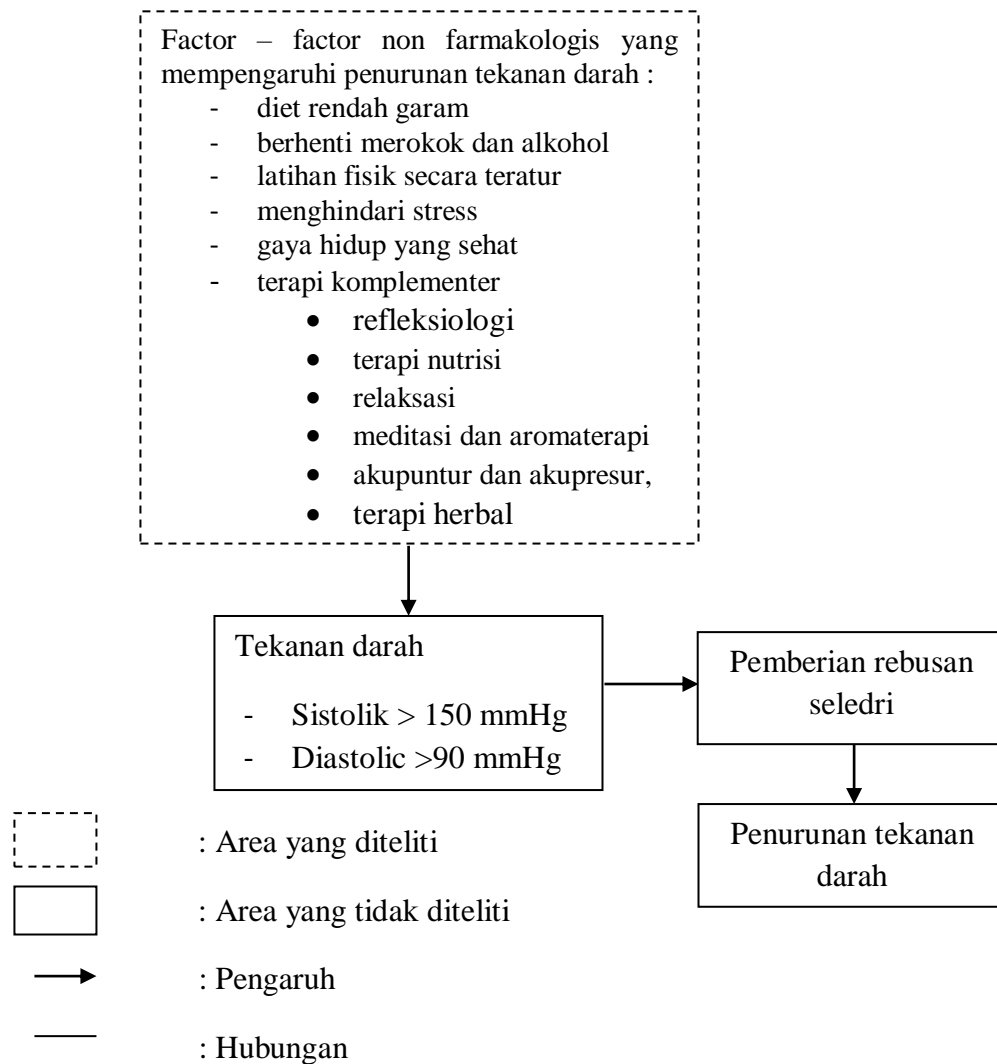 Factor – factor non farmakologis yang
mempengaruhi penurunan tekanan darah :
- diet rendah garam
- berhenti merokok dan alkohol
- latihan fisik secara teratur
- menghindari stress
- gaya hidup yang sehat
- terapi komplementer
• refleksiologi
• terapi nutrisi
• relaksasi
• meditasi dan aromaterapi
• akupuntur dan akupresur,
• terapi herbal
Tekanan darah
- Sistolik > 150 mmHg
- Diastolic >90 mmHg
Pemberian rebusan
seledri
Penurunan tekanan
darah
: Area yang diteliti
: Area yang tidak diteliti
: Pengaruh
: Hubungan